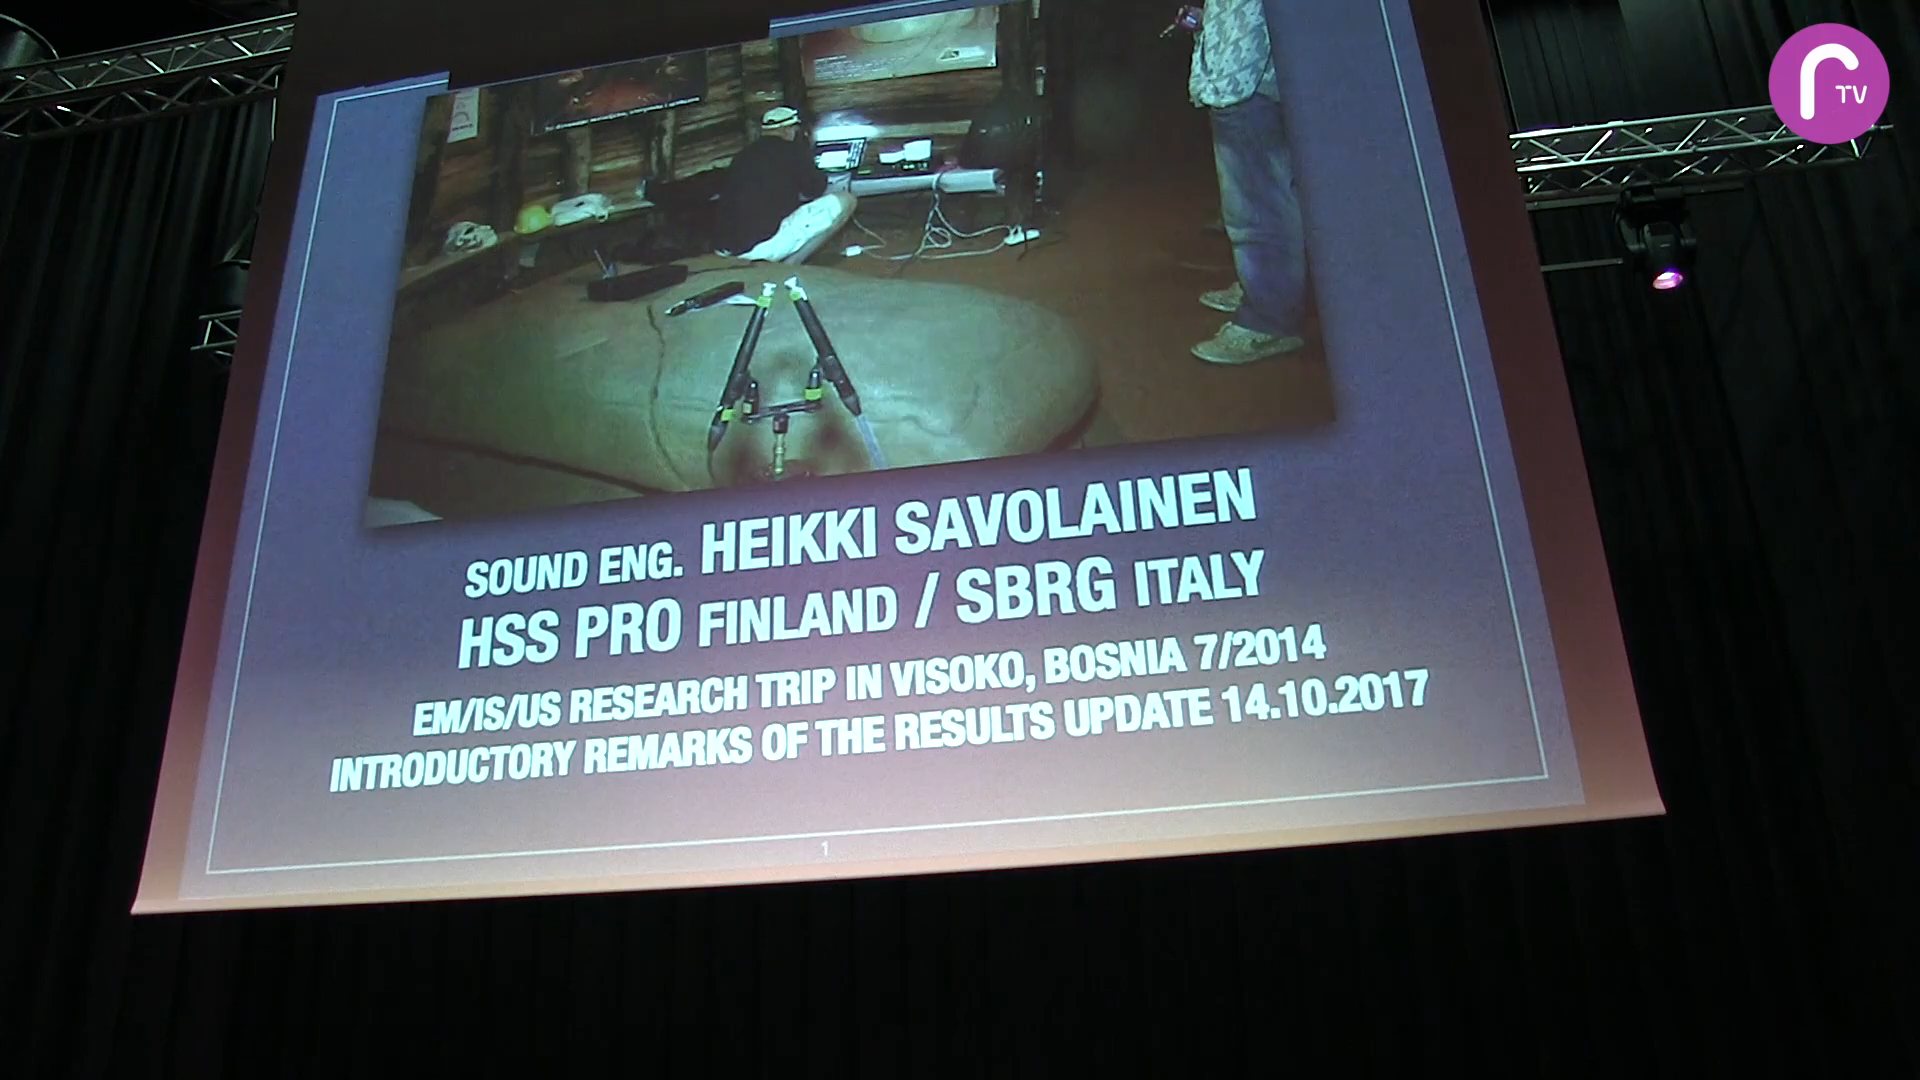 r TV
SOUND ENG. HEIKKI SAVOLAINEN
HSS PRO FINLAND / SBRG ITALY
EM/IS/US RESEARCH TRIP IN VISOKO, BOSNIA 7/2014
INTRODUCTORY REMARKS OF THE RESULTS UPDATE 14.10.2017
1